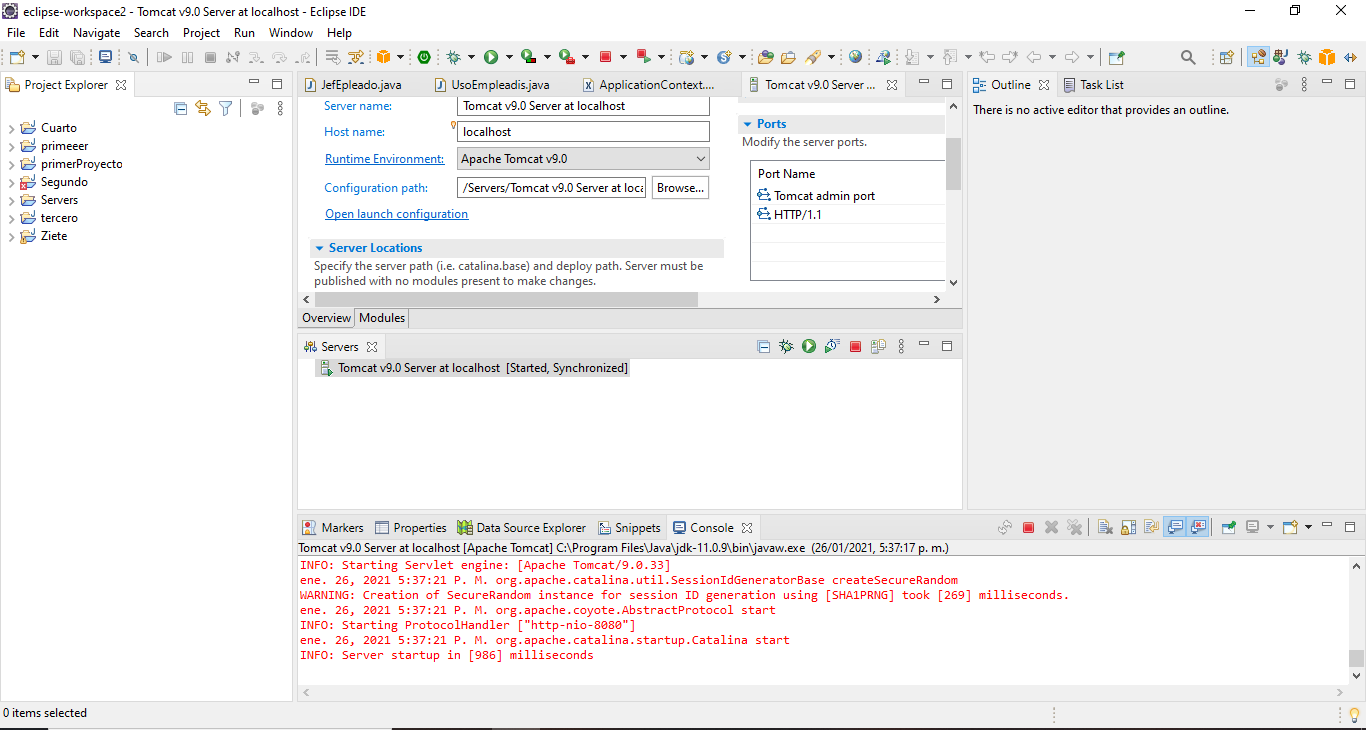 eclipse-workspace2 - Tomcat v9.0 Server at localhost - Eclipse IDE
File Edit Navigate Search Project Run Window Help
Project Explorer
Cuarto
primeeer
primerProyecto
Segundo
Servers
tercero
Ziete
JefEpleado.java UsoEmpleadis.java ApplicationContext.... Tomcat v9.0 Server ...
Server name: Tomcat v9.0 Server at localhost
Host name: localhost
Runtime Environment: Apache Tomcat v9.0
Configuration path: /Servers/Tomcat v9.0 Server at loca Browse...
Open launch configuration
Server Locations
Specify the server path (i.e. catalina.base) and deploy path. Server must be
published with no modules present to make changes.
Ports
Modify the server ports.
Port Name
Tomcat admin port
HTTP/1.1
Overview Modules
Outline Task List
There is no active editor that provides an outline.
Servers
Tomcat v9.0 Server at localhost [Started, Synchronized]
Markers Properties Data Source Explorer Snippets Console
Tomcat v9.0 Server at localhost [Apache Tomcat] C:\Program Files\Java\jdk-11.0.9\bin\javaw.exe (26/01/2021, 5:37:17 p. m.)
INFO: Starting Servlet engine: [Apache Tomcat/9.0.33]
ene. 26, 2021 5:37:21 P. M. org.apache.catalina.util.SessionIdGeneratorBase createSecureRandom
WARNING: Creation of SecureRandom instance for session ID generation using [SHA1PRNG] took [269] milliseconds.
ene. 26, 2021 5:37:21 P. M. org.apache.coyote.AbstractProtocol start
INFO: Starting ProtocolHandler ["http-nio-8080"]
ene. 26, 2021 5:37:21 P. M. org.apache.catalina.startup.Catalina start
INFO: Server startup in [986] milliseconds
0 items selected